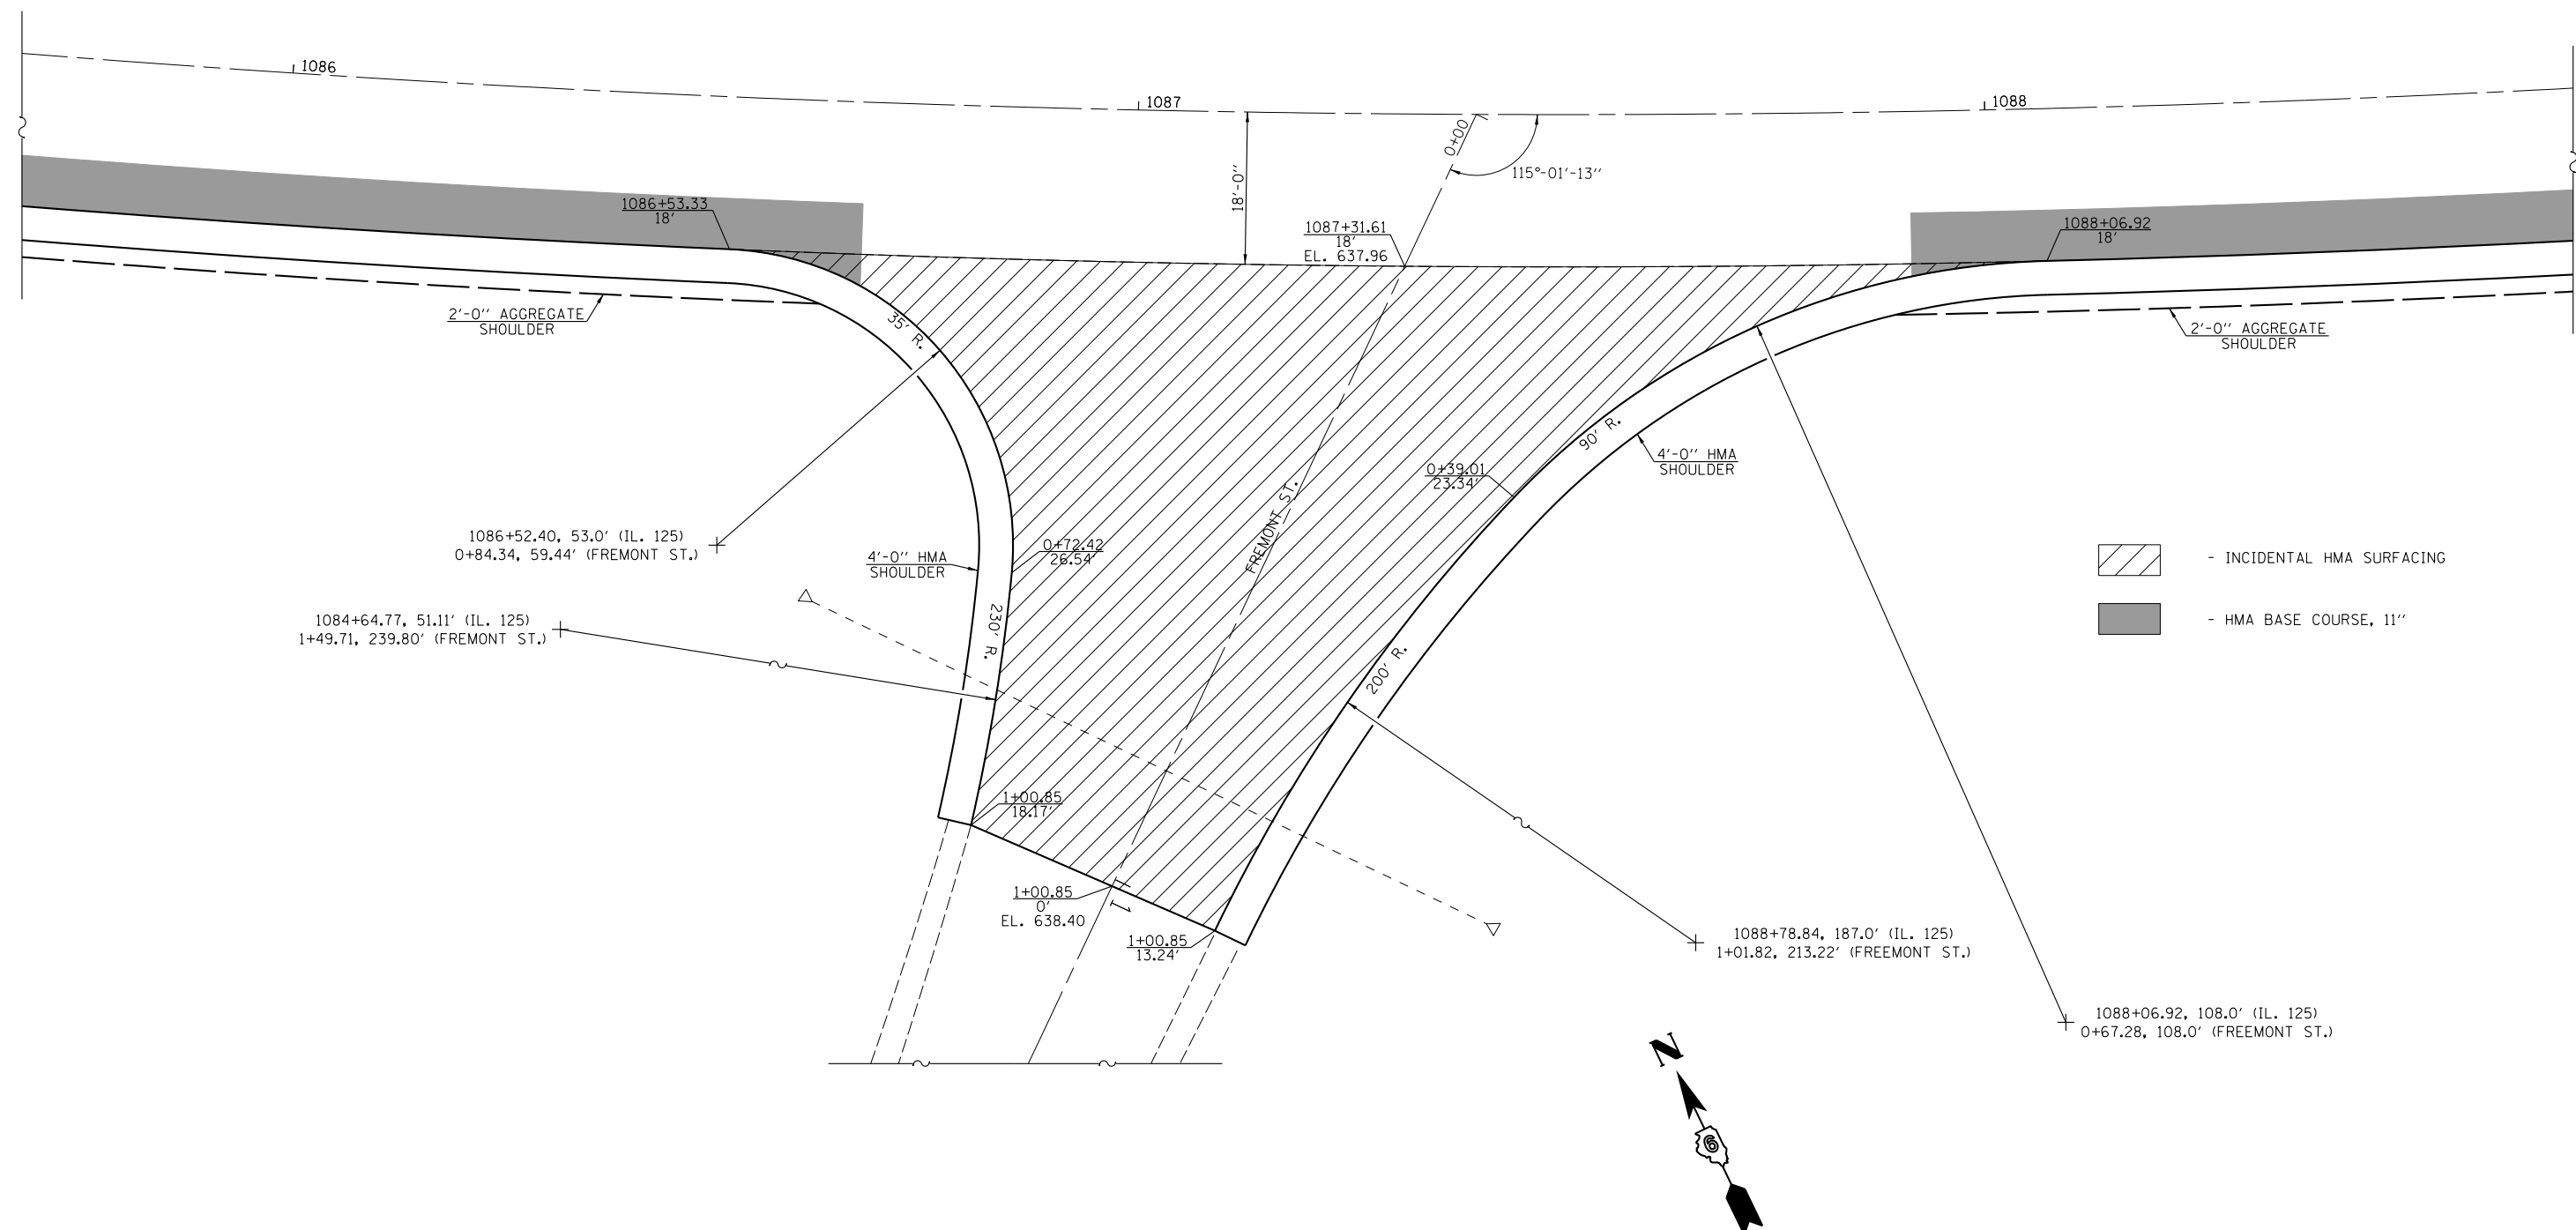 1086
1087
1088
0+00
115°-01'-13"
18'-0"
1086+53.33
18'
1087+31.61
18'
EL. 637.96
1088+06.92
18'
2'-0" AGGREGATE
SHOULDER
2'-0" AGGREGATE
SHOULDER
35' R.
90' R.
4'-0" HMA
SHOULDER
0+39.01
23.34'
FREMONT ST.
1086+52.40, 53.0' (IL. 125)
0+84.34, 59.44' (FREMONT ST.)
4'-0" HMA
SHOULDER
0+72.42
26.54'
- INCIDENTAL HMA SURFACING
- HMA BASE COURSE, 11"
1084+64.77, 51.11' (IL. 125)
1+49.71, 239.80' (FREMONT ST.)
230' R.
200' R.
1+00.85
18.17'
1+00.85
0'
EL. 638.40
1+00.85
13.24'
1088+78.84, 187.0' (IL. 125)
1+01.82, 213.22' (FREEMONT ST.)
1088+06.92, 108.0' (IL. 125)
0+67.28, 108.0' (FREEMONT ST.)
N
6